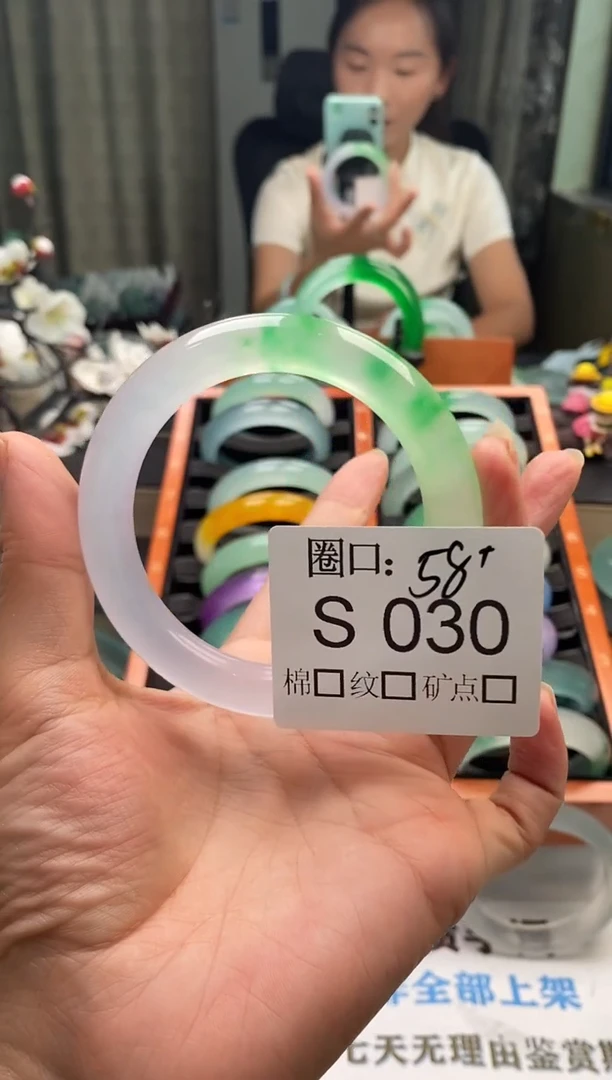 圈口：58+
S 030
棉□ 纹□ 矿点□
全部上架
七天无理由鉴赏